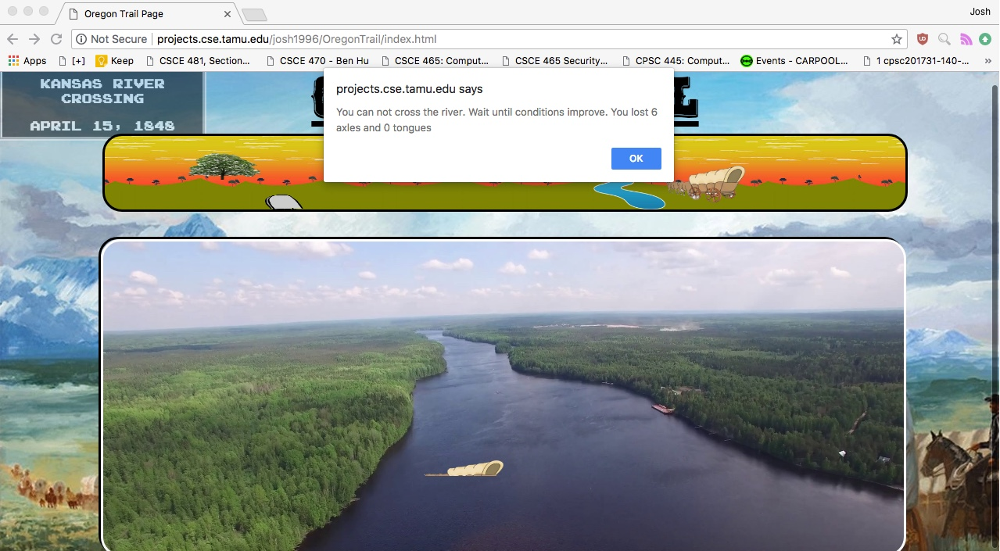 Oregon Trail Page
Josh
Not Secure projects.cse.tamu.edu/josh1996/OregonTrail/index.html
Apps [+] Keep CSCE 481, Section... CSCE 470 - Ben Hu CSCE 465: Comput... CSCE 465 Security... CPCC 445: Comput... Events - CARPOOL... 1 cpsc201731-140-... »
KANSAS RIVER
CROSSING
APRIL 15, 1848
projects.cse.tamu.edu says
You can not cross the river. Wait until conditions improve. You lost 6
axles and 0 tongues
OK